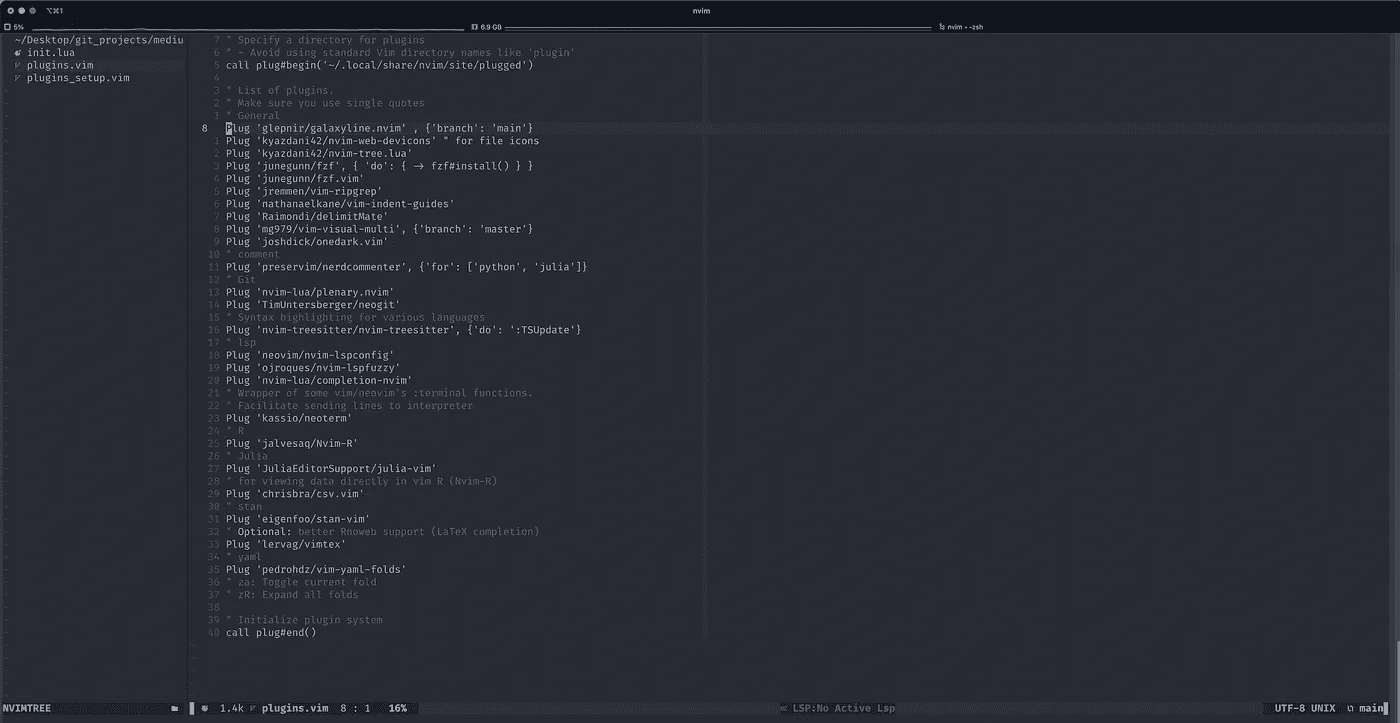 ⌥⌘1
nvim
5%
6.9 GB
nvim - -zsh
~/Desktop/git_projects/mediu
init.lua
plugins.vim
plugins_setup.vim
7 " Specify a directory for plugins
6 " - Avoid using standard Vim directory names like 'plugin'
5 call plug#begin('~/.local/share/nvim/site/plugged')
4
3 " List of plugins.
2 " Make sure you use single quotes
1 " General
8 Plug 'glepnir/galaxyline.nvim' , {'branch': 'main'}
1 Plug 'kyazdani42/nvim-web-devicons' " for file icons
2 Plug 'kyazdani42/nvim-tree.lua'
3 Plug 'junegunn/fzf', { 'do': { -> fzf#install() } }
4 Plug 'junegunn/fzf.vim'
5 Plug 'jremmen/vim-ripgrep'
6 Plug 'nathanaelkane/vim-indent-guides'
7 Plug 'Raimondi/delimitMate'
8 Plug 'mg979/vim-visual-multi', {'branch': 'master'}
9 Plug 'joshdick/onedark.vim'
10 " comment
11 Plug 'preservim/nerdcommenter', {'for': ['python', 'julia']}
12 " Git
13 Plug 'nvim-lua/plenary.nvim'
14 Plug 'TimUntersberger/neogit'
15 " Syntax highlighting for various languages
16 Plug 'nvim-treesitter/nvim-treesitter', {'do': ':TSUpdate'}
17 " lsp
18 Plug 'neovim/nvim-lspconfig'
19 Plug 'ojroques/nvim-lspfuzzy'
20 Plug 'nvim-lua/completion-nvim'
21 " Wrapper of some vim/neovim's :terminal functions.
22 " Facilitate sending lines to interpreter
23 Plug 'kassio/neoterm'
24 " R
25 Plug 'jalvesaq/Nvim-R'
26 " Julia
27 Plug 'JuliaEditorSupport/julia-vim'
28 " for viewing data directly in vim R (Nvim-R)
29 Plug 'chrisbra/csv.vim'
30 " stan
31 Plug 'eigenfoo/stan-vim'
32 " Optional: better Rnoweb support (LaTeX completion)
33 Plug 'lervag/vimtex'
34 " yaml
35 Plug 'pedrohdz/vim-yaml-folds'
36 " za: Toggle current fold
37 " zR: Expand all folds
38
39 " Initialize plugin system
40 call plug#end()
NVIMTREE
1.4k plugins.vim 8 : 1 16%
LSP:No Active Lsp
UTF-8 UNIX
main